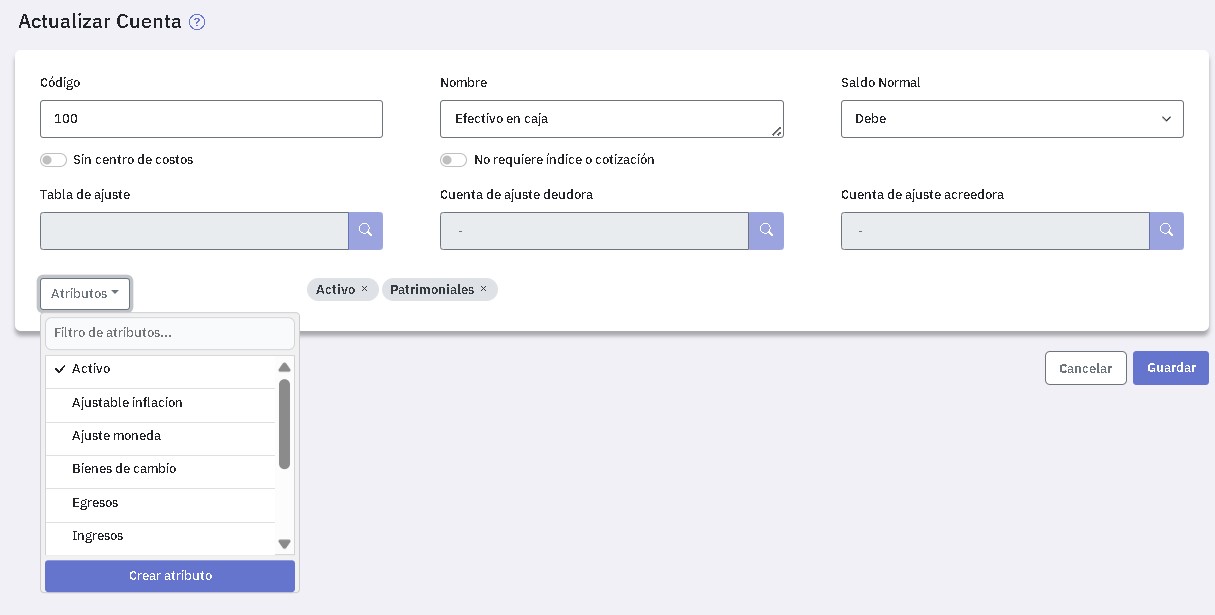 Actualizar Cuenta ?
Código
Nombre
Saldo Normal
100
Efectivo en caja
Debe
Sin centro de costos
No requiere índice o cotización
Tabla de ajuste
Cuenta de ajuste deudora
Cuenta de ajuste acreedora
-
-
Atributos
Activo ×
Patrimoniales ×
Filtro de atributos...
Activo
Ajustable inflacion
Ajuste moneda
Bienes de cambio
Egresos
Ingresos
Crear atributo
Cancelar
Guardar